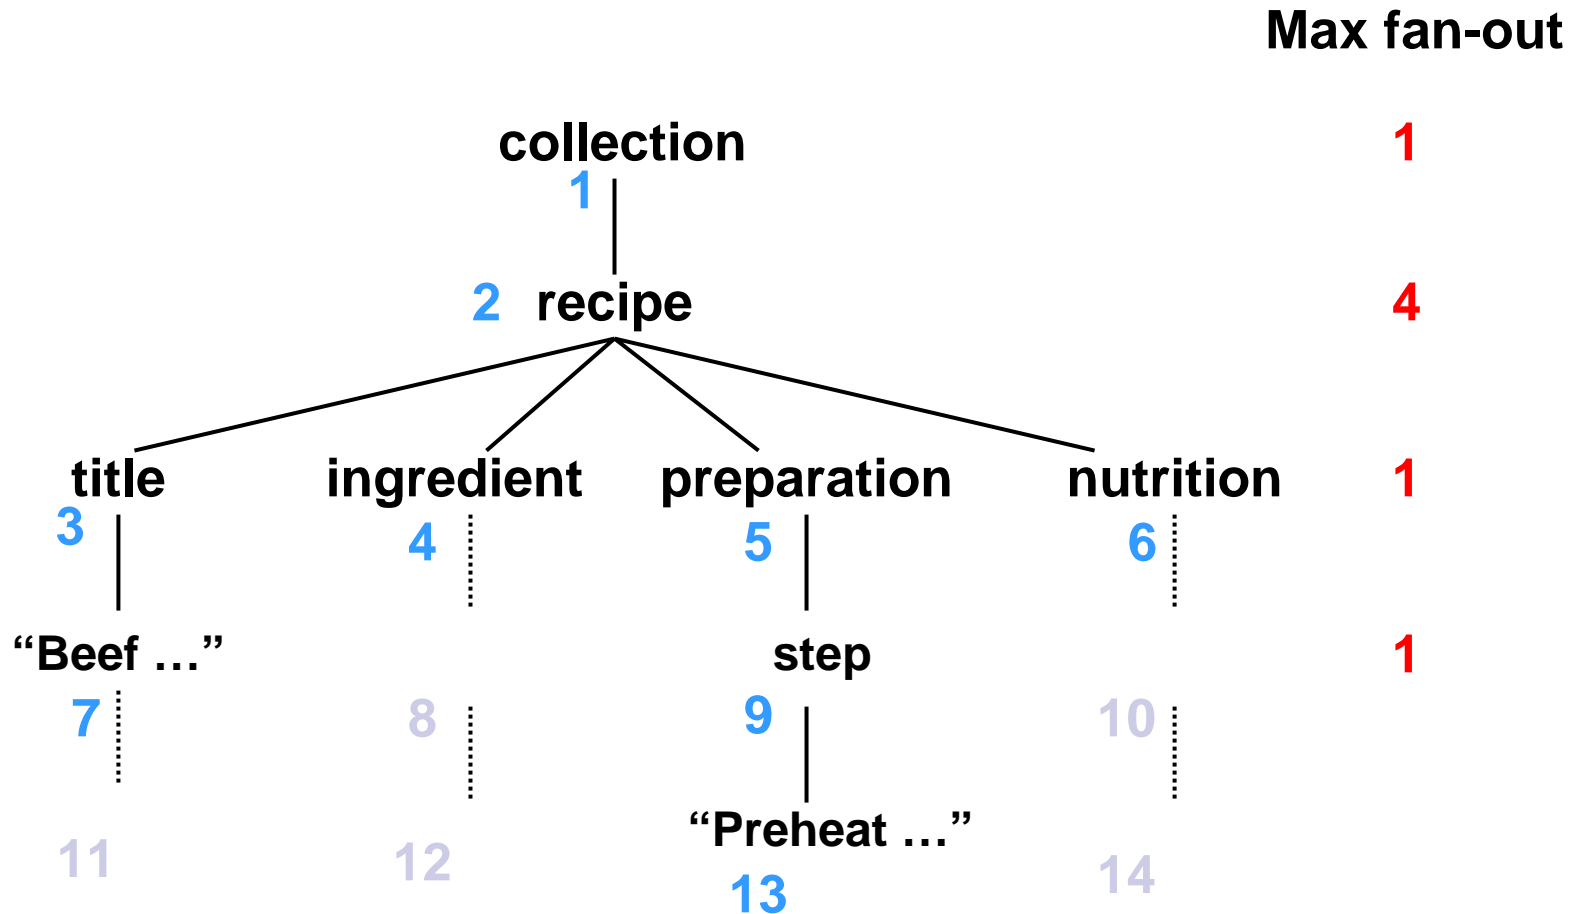 Max fan-out
collection 1
1
2 recipe 4
title ingredient preparation nutrition 1
3 4 5 6
“Beef …” step 1
7 8 9 10
“Preheat …”
11 12 13 14